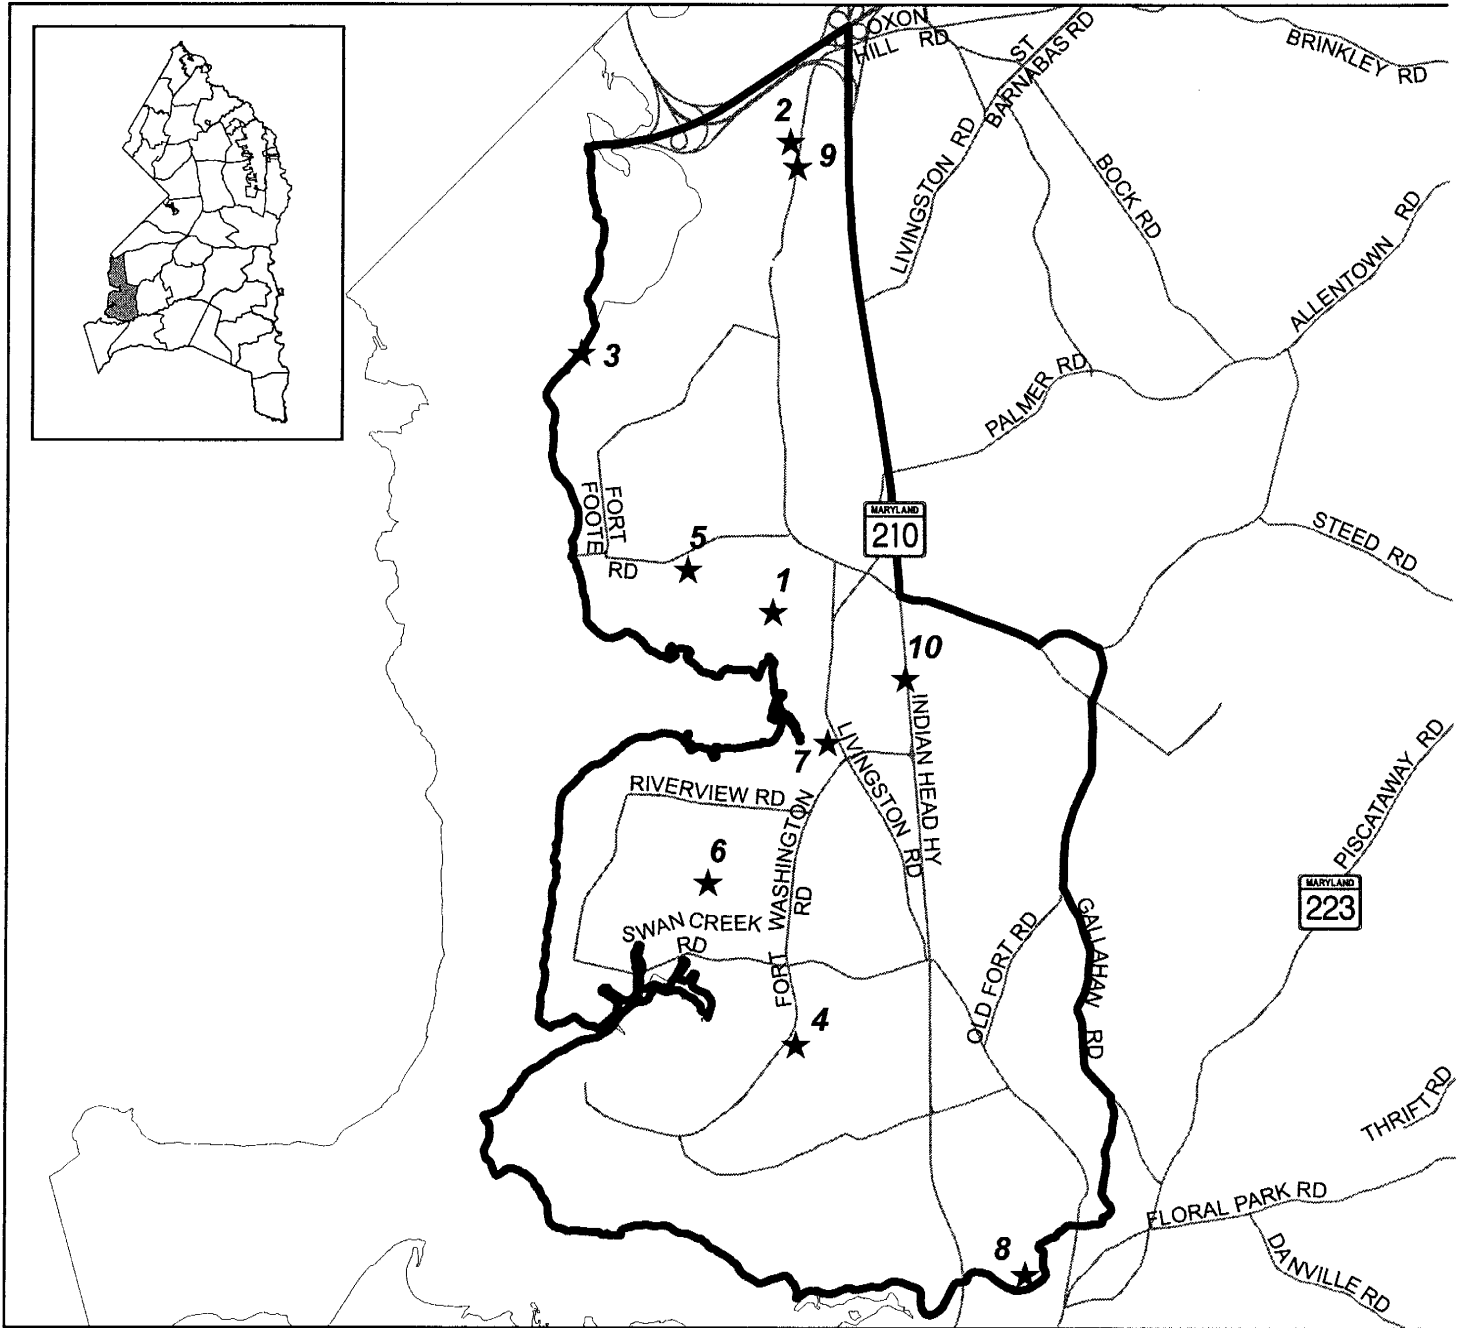 OXON
HILL RD
ST
BARNABAS RD
BRINKLEY RD
2
9
LIVINGSTON RD
BOCK RD
ALLENTOWN RD
3
PALMER RD
FORT
FOOTE
RD
5
MARYLAND
210
STEED RD
1
10
INDIAN HEAD HY
7
LIVINGSTON RD
RIVERVIEW RD
PISCATAWAY RD
6
FORT WASHINGTON
RD
SWAN CREEK
RD
MARYLAND
223
OLD FORT RD
GALLAHAN RD
4
THRIFT RD
FLORAL PARK RD
8
DANVILLE RD